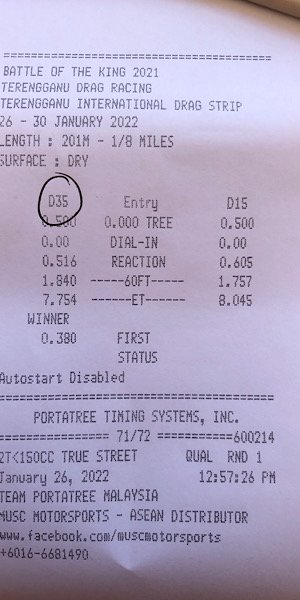 ========================================
BATTLE OF THE KING 2021
TERENGGANU DRAG RACING
TERENGGANU INTERNATIONAL DRAG STRIP
26 - 30 JANUARY 2022
LENGTH : 201M - 1/8 MILES
SURFACE : DRY
D35 Entry D15
0.500 0.000 TREE 0.500
0.00 DIAL-IN 0.00
0.516 REACTION 0.605
1.840 -----60FT----- 1.757
7.754 ------ET------ 8.045
WINNER
0.380 FIRST
STATUS
Autostart Disabled
========================================
PORTATREE TIMING SYSTEMS, INC.
================ 71/72 ===========600214
2T<150CC TRUE STREET QUAL RND 1
January 26, 2022 12:57:26 PM
TEAM PORTATREE MALAYSIA
MUSC MOTORSPORTS - ASEAN DISTRIBUTOR
www.facebook.com/muscmotorsports
+6016-6681490